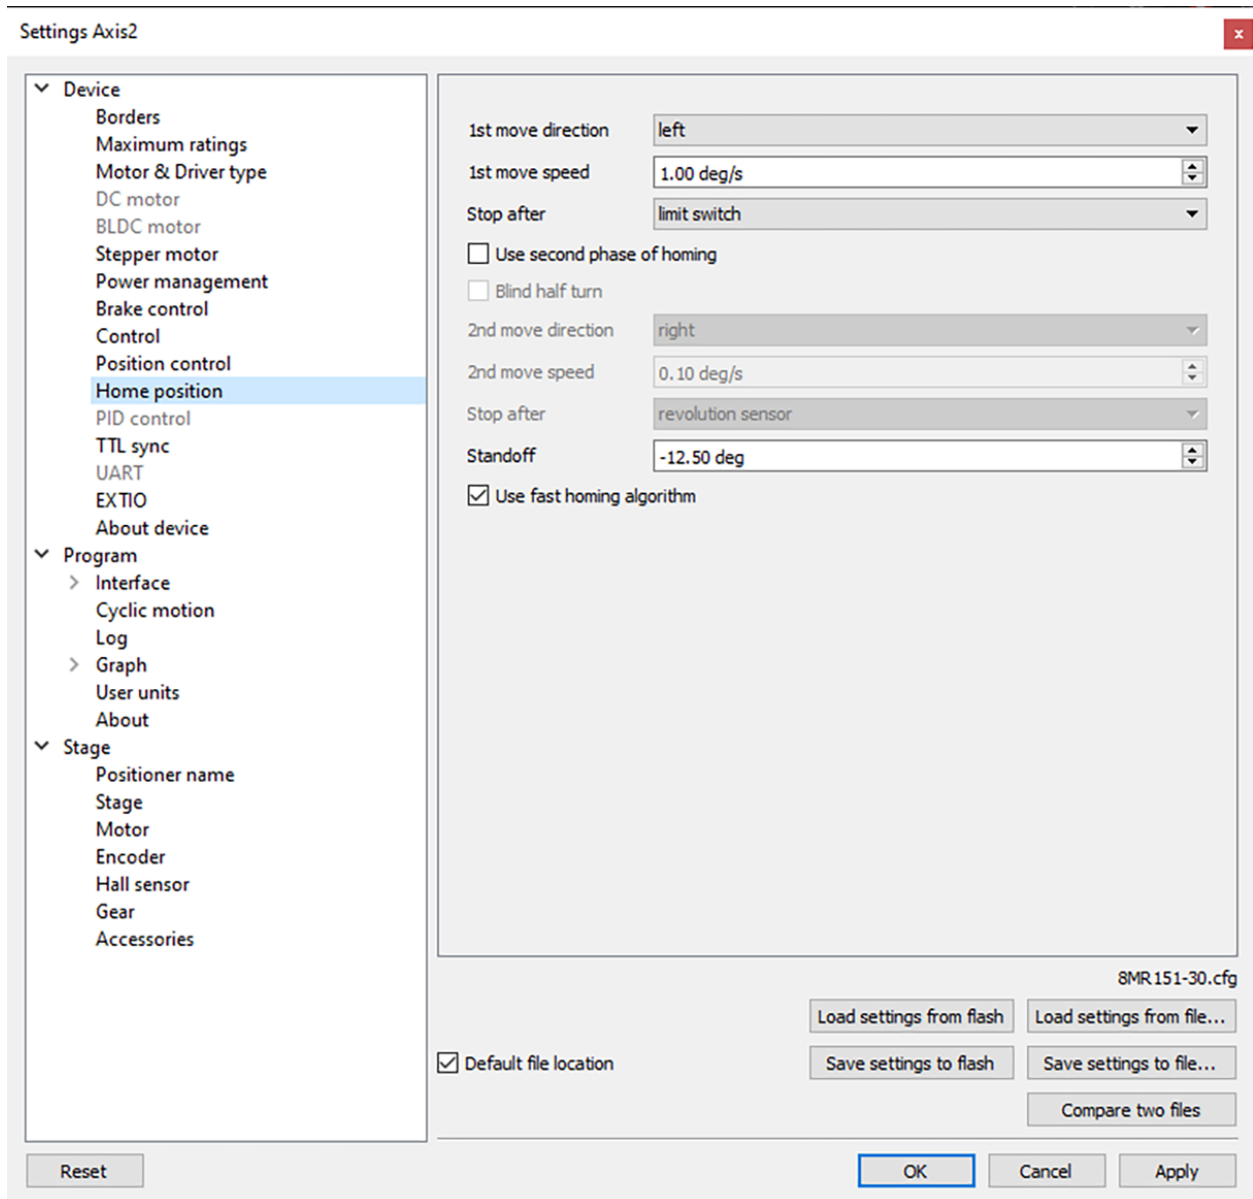 Settings Axis2
x
Device
Borders
Maximum ratings
Motor & Driver type
DC motor
BLDC motor
Stepper motor
Power management
Brake control
Control
Position control
Home position
PID control
TTL sync
UART
EXTIO
About device
Program
Interface
Cyclic motion
Log
Graph
User units
About
Stage
Positioner name
Stage
Motor
Encoder
Hall sensor
Gear
Accessories
1st move direction left
1st move speed 1.00 deg/s
Stop after limit switch
Use second phase of homing
Blind half turn
2nd move direction right
2nd move speed 0.10 deg/s
Stop after revolution sensor
Standoff -12.50 deg
Use fast homing algorithm
8MR151-30.cfg
Load settings from flash Load settings from file...
Default file location Save settings to flash Save settings to file...
Compare two files
Reset OK Cancel Apply